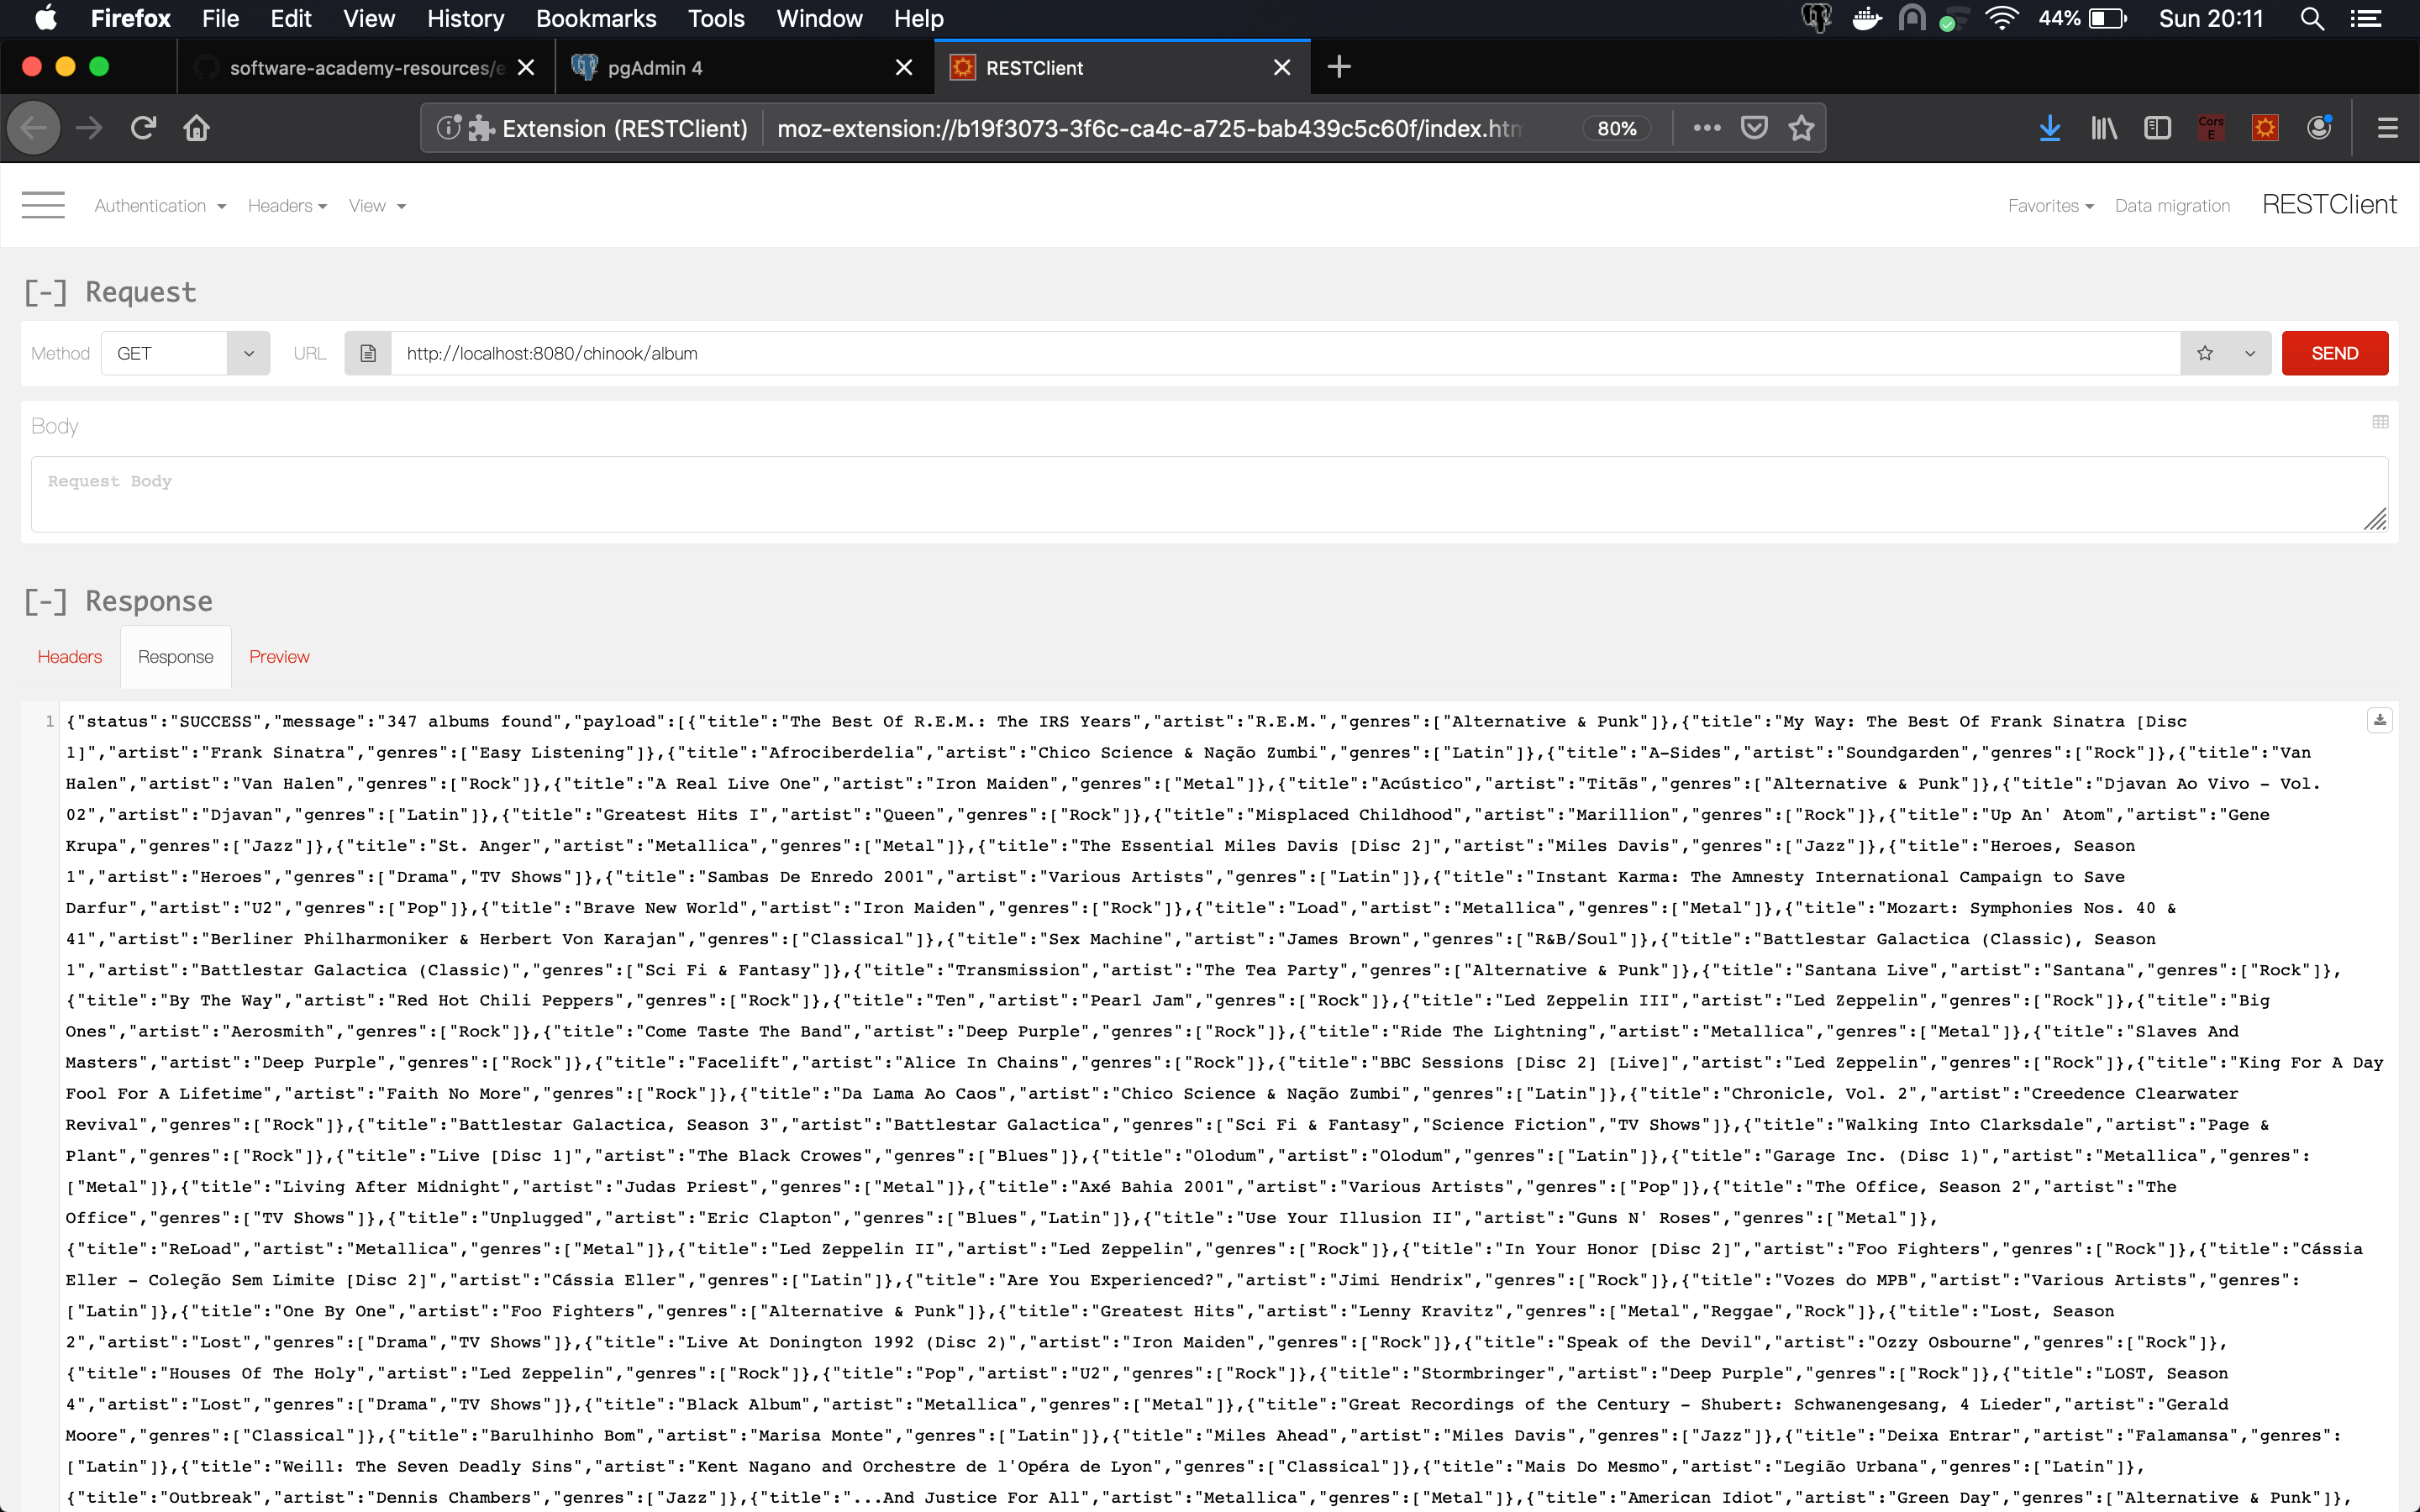 Firefox File Edit View History Bookmarks Tools Window Help 44% Sun 20:11
software-academy-resources/e pgAdmin 4 RESTClient
Extension (RESTClient) moz-extension://b19f3073-3f6c-ca4c-a725-bab439c5c60f/index.htm 80% Cors E
Authentication Headers View Favorites Data migration RESTClient
[-] Request
Method GET URL http://localhost:8080/chinook/album SEND
Body
Request Body
[-] Response
Headers Response Preview
1 {"status":"SUCCESS","message":"347 albums found","payload":[{"title":"The Best Of R.E.M.: The IRS Years","artist":"R.E.M.","genres":["Alternative & Punk"]},{"title":"My Way: The Best Of Frank Sinatra [Disc
1]","artist":"Frank Sinatra","genres":["Easy Listening"]},{"title":"Afrociberdelia","artist":"Chico Science & Nação Zumbi","genres":["Latin"]},{"title":"A-Sides","artist":"Soundgarden","genres":["Rock"]},{"title":"Van
Halen","artist":"Van Halen","genres":["Rock"]},{"title":"A Real Live One","artist":"Iron Maiden","genres":["Metal"]},{"title":"Acústico","artist":"Titãs","genres":["Alternative & Punk"]},{"title":"Djavan Ao Vivo - Vol.
02","artist":"Djavan","genres":["Latin"]},{"title":"Greatest Hits I","artist":"Queen","genres":["Rock"]},{"title":"Misplaced Childhood","artist":"Marillion","genres":["Rock"]},{"title":"Up An' Atom","artist":"Gene
Krupa","genres":["Jazz"]},{"title":"St. Anger","artist":"Metallica","genres":["Metal"]},{"title":"The Essential Miles Davis [Disc 2]","artist":"Miles Davis","genres":["Jazz"]},{"title":"Heroes, Season
1","artist":"Heroes","genres":["Drama","TV Shows"]},{"title":"Sambas De Enredo 2001","artist":"Various Artists","genres":["Latin"]},{"title":"Instant Karma: The Amnesty International Campaign to Save
Darfur","artist":"U2","genres":["Pop"]},{"title":"Brave New World","artist":"Iron Maiden","genres":["Rock"]},{"title":"Load","artist":"Metallica","genres":["Metal"]},{"title":"Mozart: Symphonies Nos. 40 &
41","artist":"Berliner Philharmoniker & Herbert Von Karajan","genres":["Classical"]},{"title":"Sex Machine","artist":"James Brown","genres":["R&B/Soul"]},{"title":"Battlestar Galactica (Classic), Season
1","artist":"Battlestar Galactica (Classic)","genres":["Sci Fi & Fantasy"]},{"title":"Transmission","artist":"The Tea Party","genres":["Alternative & Punk"]},{"title":"Santana Live","artist":"Santana","genres":["Rock"]},
{"title":"By The Way","artist":"Red Hot Chili Peppers","genres":["Rock"]},{"title":"Ten","artist":"Pearl Jam","genres":["Rock"]},{"title":"Led Zeppelin III","artist":"Led Zeppelin","genres":["Rock"]},{"title":"Big
Ones","artist":"Aerosmith","genres":["Rock"]},{"title":"Come Taste The Band","artist":"Deep Purple","genres":["Rock"]},{"title":"Ride The Lightning","artist":"Metallica","genres":["Metal"]},{"title":"Slaves And
Masters","artist":"Deep Purple","genres":["Rock"]},{"title":"Facelift","artist":"Alice In Chains","genres":["Rock"]},{"title":"BBC Sessions [Disc 2] [Live]","artist":"Led Zeppelin","genres":["Rock"]},{"title":"King For A Day
Fool For A Lifetime","artist":"Faith No More","genres":["Rock"]},{"title":"Da Lama Ao Caos","artist":"Chico Science & Nação Zumbi","genres":["Latin"]},{"title":"Chronicle, Vol. 2","artist":"Creedence Clearwater
Revival","genres":["Rock"]},{"title":"Battlestar Galactica, Season 3","artist":"Battlestar Galactica","genres":["Sci Fi & Fantasy","Science Fiction","TV Shows"]},{"title":"Walking Into Clarksdale","artist":"Page &
Plant","genres":["Rock"]},{"title":"Live [Disc 1]","artist":"The Black Crowes","genres":["Blues"]},{"title":"Olodum","artist":"Olodum","genres":["Latin"]},{"title":"Garage Inc. (Disc 1)","artist":"Metallica","genres":
["Metal"]},{"title":"Living After Midnight","artist":"Judas Priest","genres":["Metal"]},{"title":"Axé Bahia 2001","artist":"Various Artists","genres":["Pop"]},{"title":"The Office, Season 2","artist":"The
Office","genres":["TV Shows"]},{"title":"Unplugged","artist":"Eric Clapton","genres":["Blues","Latin"]},{"title":"Use Your Illusion II","artist":"Guns N' Roses","genres":["Metal"]},
{"title":"ReLoad","artist":"Metallica","genres":["Metal"]},{"title":"Led Zeppelin II","artist":"Led Zeppelin","genres":["Rock"]},{"title":"In Your Honor [Disc 2]","artist":"Foo Fighters","genres":["Rock"]},{"title":"Cássia
Eller - Coleção Sem Limite [Disc 2]","artist":"Cássia Eller","genres":["Latin"]},{"title":"Are You Experienced?","artist":"Jimi Hendrix","genres":["Rock"]},{"title":"Vozes do MPB","artist":"Various Artists","genres":
["Latin"]},{"title":"One By One","artist":"Foo Fighters","genres":["Alternative & Punk"]},{"title":"Greatest Hits","artist":"Lenny Kravitz","genres":["Metal","Reggae","Rock"]},{"title":"Lost, Season
2","artist":"Lost","genres":["Drama","TV Shows"]},{"title":"Live At Donington 1992 (Disc 2)","artist":"Iron Maiden","genres":["Rock"]},{"title":"Speak of the Devil","artist":"Ozzy Osbourne","genres":["Rock"]},
{"title":"Houses Of The Holy","artist":"Led Zeppelin","genres":["Rock"]},{"title":"Pop","artist":"U2","genres":["Rock"]},{"title":"Stormbringer","artist":"Deep Purple","genres":["Rock"]},{"title":"LOST, Season
4","artist":"Lost","genres":["Drama","TV Shows"]},{"title":"Black Album","artist":"Metallica","genres":["Metal"]},{"title":"Great Recordings of the Century - Shubert: Schwanengesang, 4 Lieder","artist":"Gerald
Moore","genres":["Classical"]},{"title":"Barulhinho Bom","artist":"Marisa Monte","genres":["Latin"]},{"title":"Miles Ahead","artist":"Miles Davis","genres":["Jazz"]},{"title":"Deixa Entrar","artist":"Falamansa","genres":
["Latin"]},{"title":"Weill: The Seven Deadly Sins","artist":"Kent Nagano and Orchestre de l'Opéra de Lyon","genres":["Classical"]},{"title":"Mais Do Mesmo","artist":"Legião Urbana","genres":["Latin"]},
{"title":"Outbreak","artist":"Dennis Chambers","genres":["Jazz"]},{"title":"...And Justice For All","artist":"Metallica","genres":["Metal"]},{"title":"American Idiot","artist":"Green Day","genres":["Alternative & Punk"]},